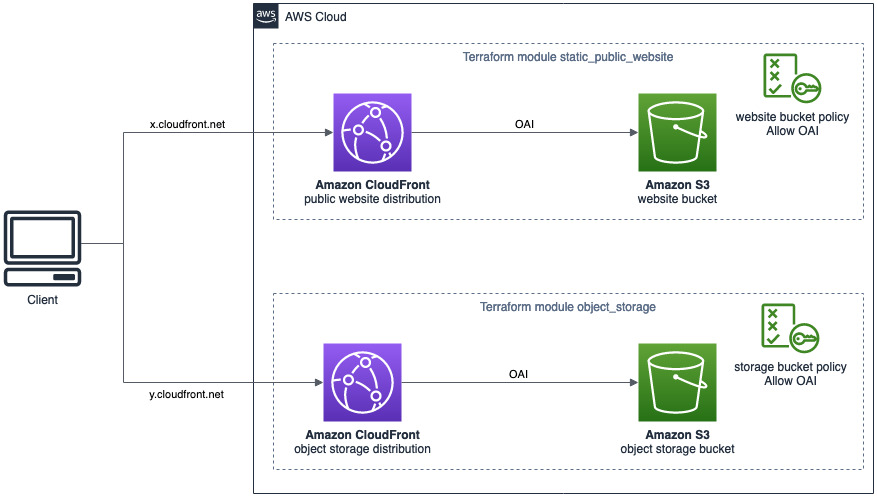 aws
AWS Cloud
Terraform module static_public_website
x.cloudfront.net
OAI
website bucket policy
Allow OAI
Amazon CloudFront
public website distribution
Amazon S3
website bucket
Client
Terraform module object_storage
y.cloudfront.net
OAI
storage bucket policy
Allow OAI
Amazon CloudFront
object storage distribution
Amazon S3
object storage bucket